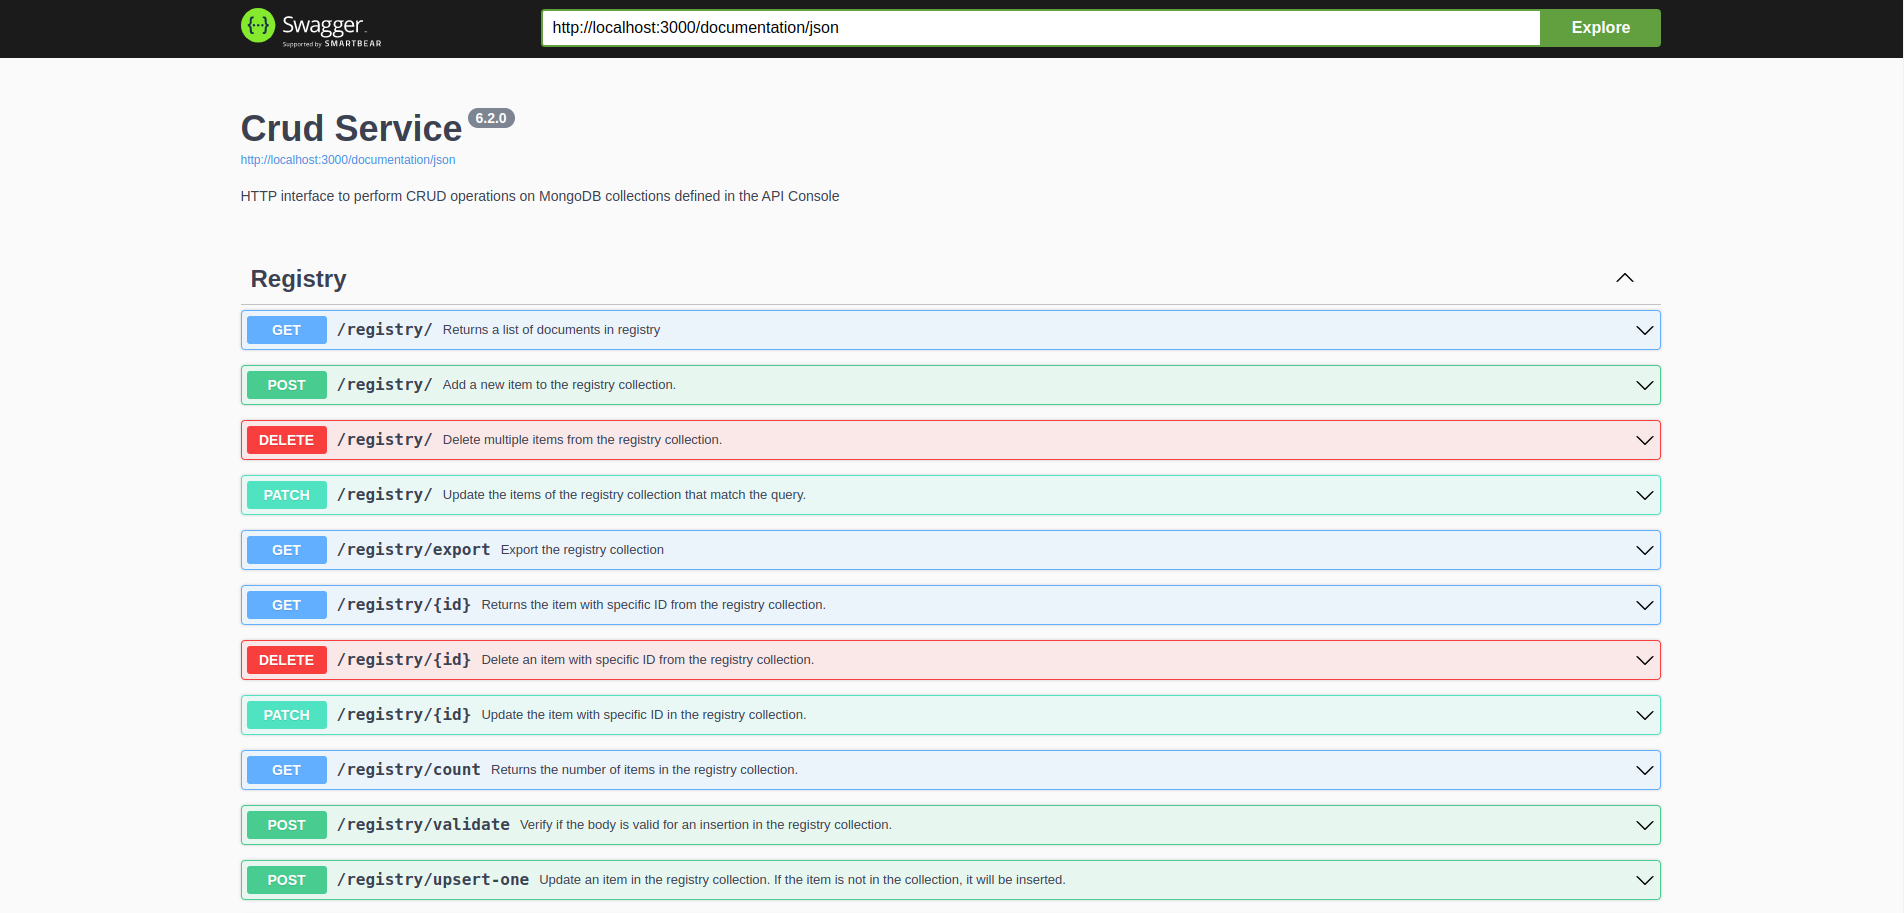 Swagger
Supported by SMARTBEAR
http://localhost:3000/documentation/json
Explore
Crud Service 6.2.0
http://localhost:3000/documentation/json
HTTP interface to perform CRUD operations on MongoDB collections defined in the API Console
Registry
GET /registry/ Returns a list of documents in registry
POST /registry/ Add a new item to the registry collection.
DELETE /registry/ Delete multiple items from the registry collection.
PATCH /registry/ Update the items of the registry collection that match the query.
GET /registry/export Export the registry collection
GET /registry/{id} Returns the item with specific ID from the registry collection.
DELETE /registry/{id} Delete an item with specific ID from the registry collection.
PATCH /registry/{id} Update the item with specific ID in the registry collection.
GET /registry/count Returns the number of items in the registry collection.
POST /registry/validate Verify if the body is valid for an insertion in the registry collection.
POST /registry/upsert-one Update an item in the registry collection. If the item is not in the collection, it will be inserted.